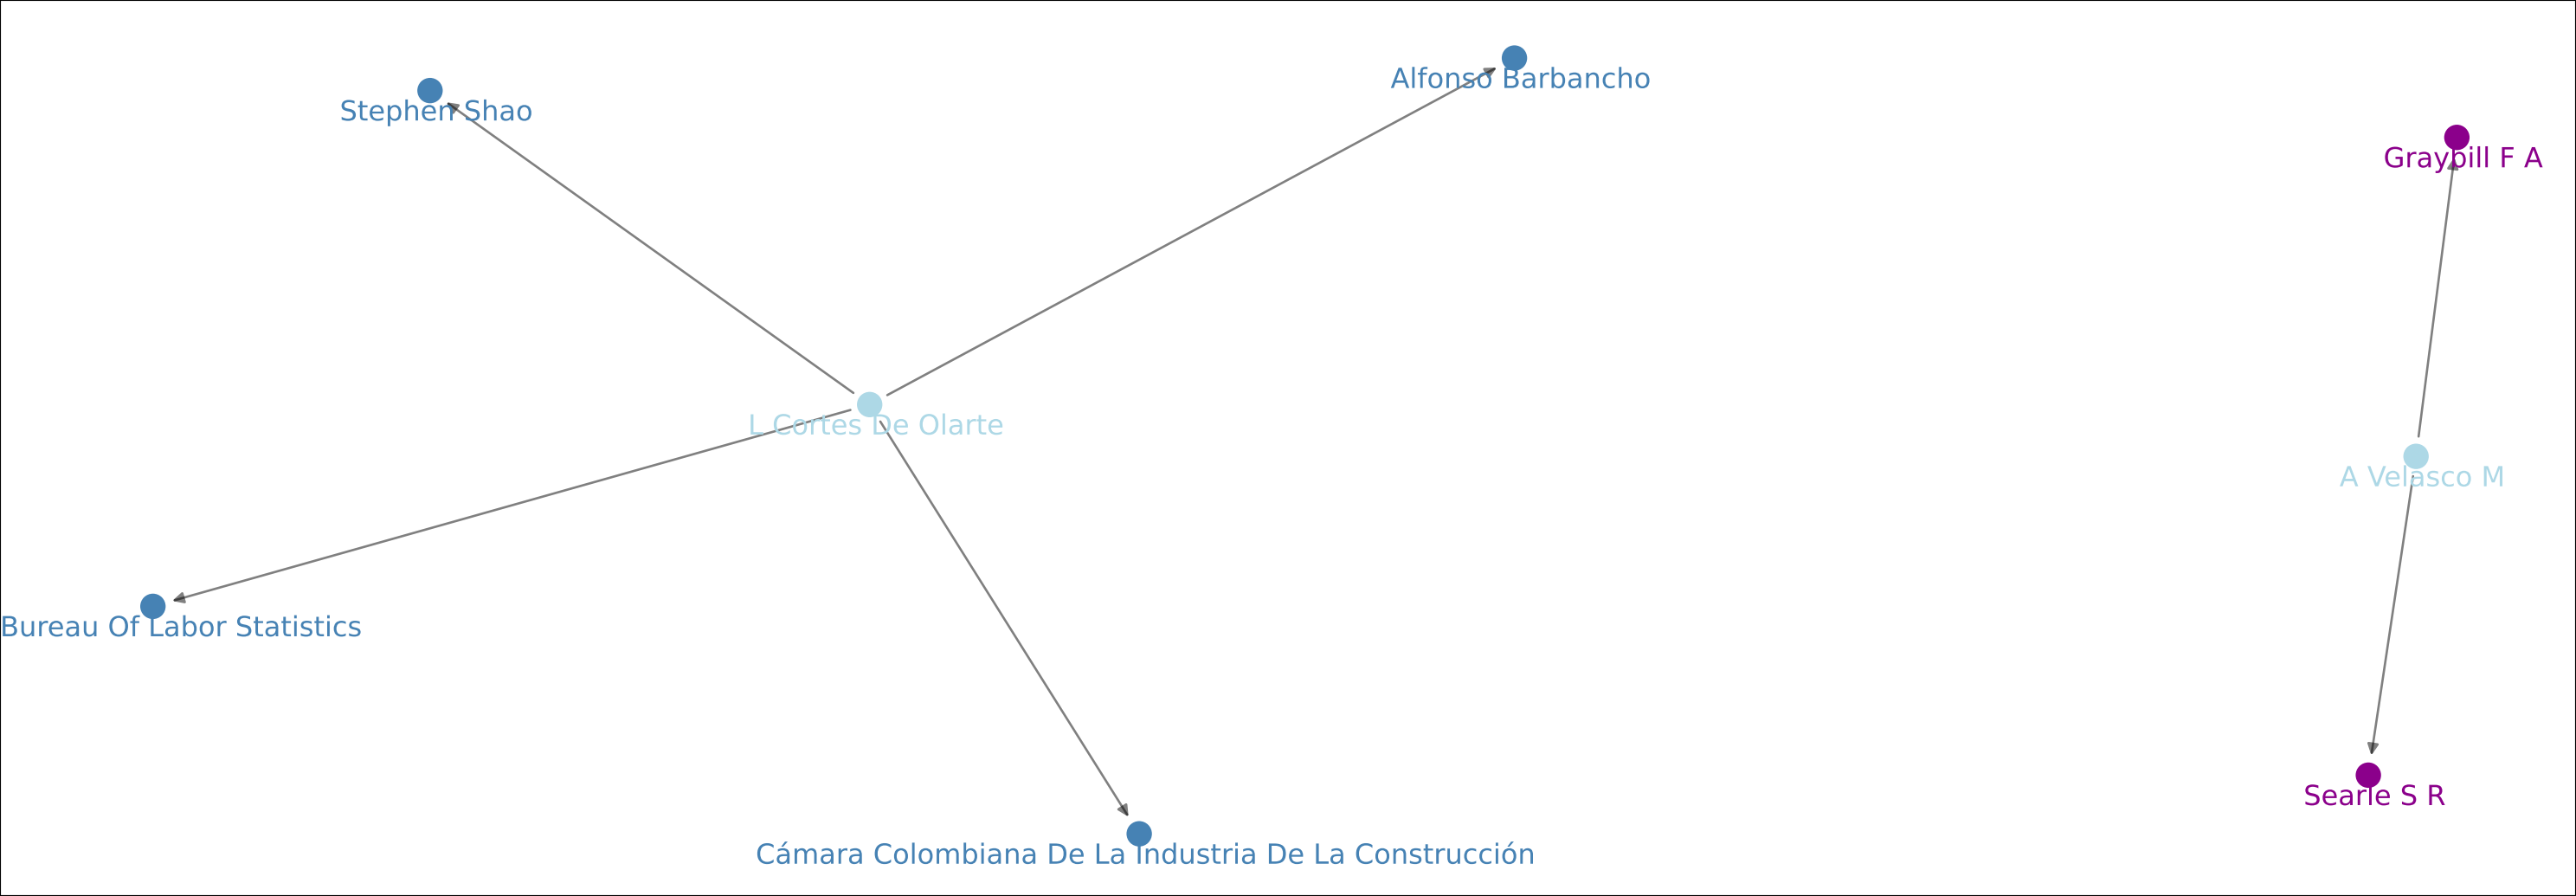 Alfonso Barbancho
Stephen Shao
Graybill F A
L Cortes De Olarte
A Velasco M
Bureau Of Labor Statistics
Searle S R
Cámara Colombiana De La Industria De La Construcción